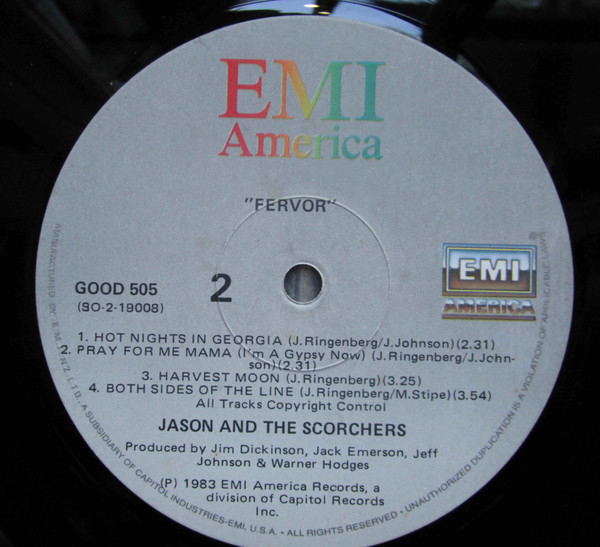 EMI
America
"FERVOR"
EMI
AMERICA
GOOD 505
2
(SO-2-19008)
1. HOT NIGHTS IN GEORGIA (J.Ringenberg/J.Johnson)(2.31)
2. PRAY FOR ME MAMA (I'm A Gypsy Now) (J.Ringenberg/J.John-
son)(2.31)
3. HARVEST MOON (J.Ringenberg)(3.25)
4. BOTH SIDES OF THE LINE (J.Ringenberg/M.Stipe)(3.54)
All Tracks Copyright Control
JASON AND THE SCORCHERS
Produced by Jim Dickinson, Jack Emerson, Jeff
Johnson & Warner Hodges
(P) 1983 EMI America Records, a
division of Capitol Records
Inc.
MANUFACTURED BY E.M.I. (NZ) LTD. A SUBSIDIARY OF CAPITOL INDUSTRIES-EMI, U.S.A. • ALL RIGHTS RESERVED • UNAUTHORIZED DUPLICATION IS A VIOLATION OF APPLICABLE LAWS